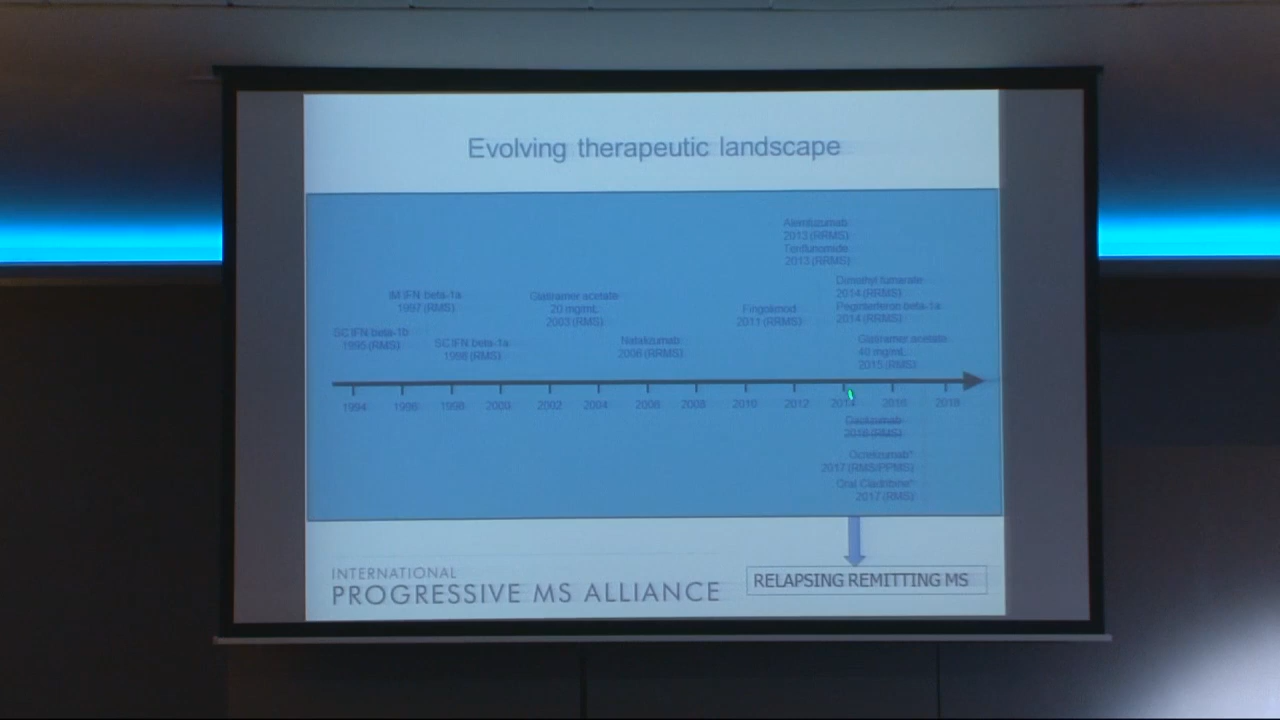 Evolving therapeutic landscape
Alemtuzumab
2013 (RRMS)
Teriflunomide
2013 (RRMS)
Dimethyl fumarate
2014 (RRMS)
Peginterferon beta-1a
2014 (RRMS)
IM IFN beta-1a
1997 (RMS)
Glatiramer acetate
20 mg/mL
2003 (RMS)
Fingolimod
2011 (RRMS)
SC IFN beta-1b
1995 (RMS)
SC IFN beta-1a
1998 (RMS)
Natalizumab
2006 (RRMS)
Glatiramer acetate
40 mg/mL
2015 (RMS)
1994 1996 1998 2000 2002 2004 2006 2008 2010 2012 2014 2016 2018
Daclizumab
2016 (RMS)
Ocrelizumab*
2017 (RMS/PPMS)
Oral Cladribine*
2017 (RMS)
INTERNATIONAL
PROGRESSIVE MS ALLIANCE
RELAPSING REMITTING MS